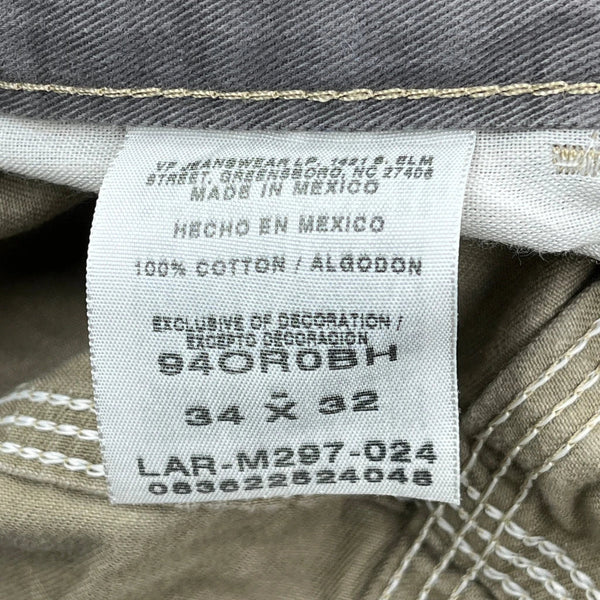 VF JEANSWEAR LP, 1421 S. ELM
STREET, GREENSBORO, NC 27406
MADE IN MEXICO
HECHO EN MEXICO
100% COTTON / ALGODON
EXCLUSIVE OF DECORATION /
EXCEPTO DECORACION
94OR0BH
34 X 32
LAR-M297-024